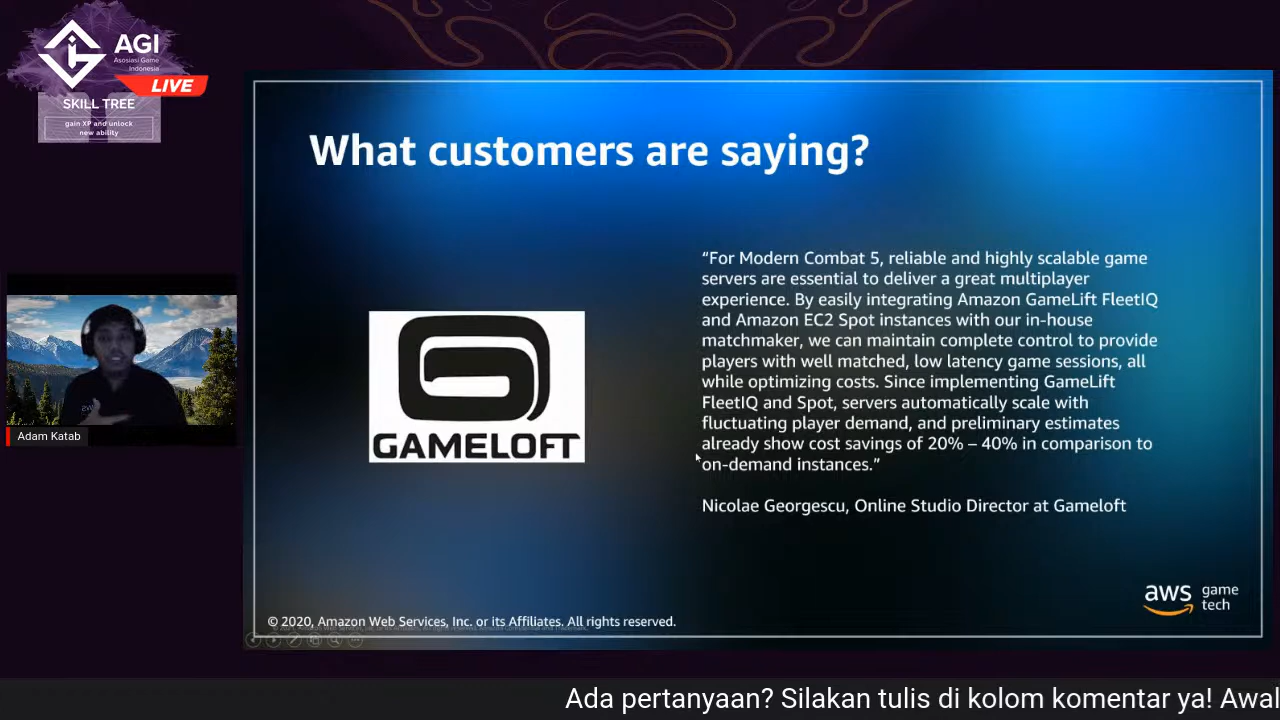 AGI
Asosiasi Game
Indonesia
LIVE
SKILL TREE
gain XP and unlock
new ability
What customers are saying?
“For Modern Combat 5, reliable and highly scalable game
servers are essential to deliver a great multiplayer
experience. By easily integrating Amazon GameLift FleetIQ
and Amazon EC2 Spot instances with our in-house
matchmaker, we can maintain complete control to provide
players with well matched, low latency game sessions, all
while optimizing costs. Since implementing GameLift
FleetIQ and Spot, servers automatically scale with
fluctuating player demand, and preliminary estimates
already show cost savings of 20% – 40% in comparison to
on-demand instances.”
Nicolae Georgescu, Online Studio Director at Gameloft
GAMELOFT
Adam Katab
aws game
tech
© 2020, Amazon Web Services, Inc. or its Affiliates. All rights reserved.
Ada pertanyaan? Silakan tulis di kolom komentar ya! Awal